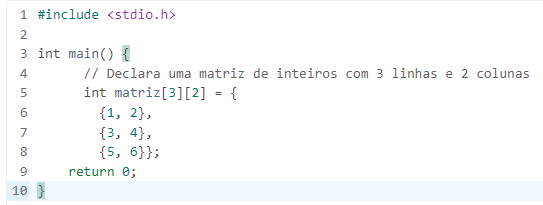 1 #include <stdio.h>
2
3 int main() {
4 // Declara uma matriz de inteiros com 3 linhas e 2 colunas
5 int matriz[3][2] = {
6 {1, 2},
7 {3, 4},
8 {5, 6}};
9 return 0;
10 }